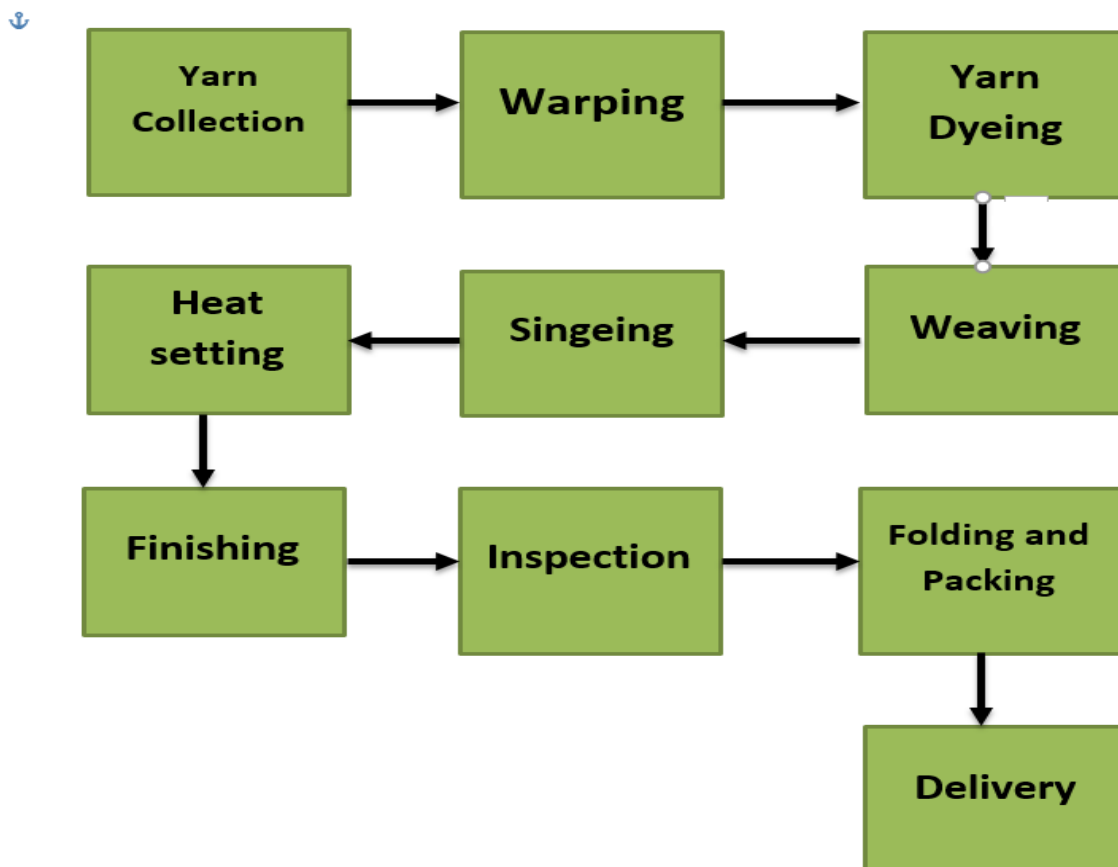 Yarn
Collection
Warping
Yarn
Dyeing
Weaving
Singeing
Heat
setting
Finishing
Inspection
Folding and
Packing
Delivery